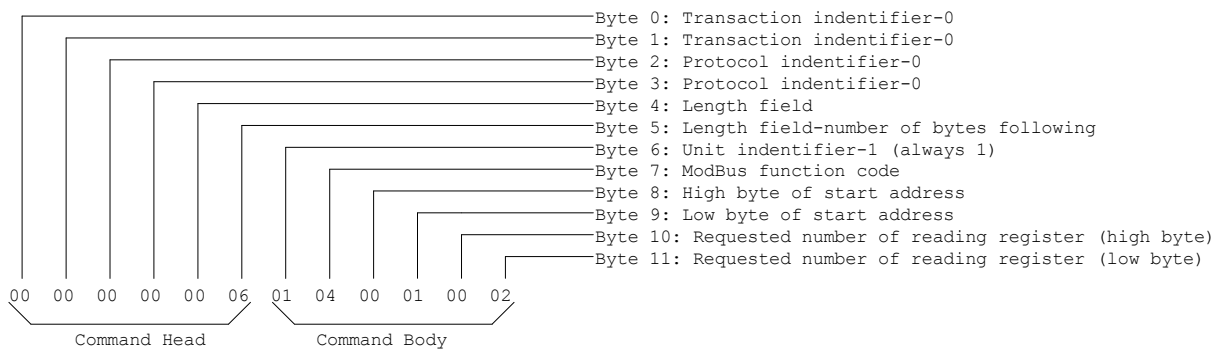 Byte 0: Transaction indentifier-0
Byte 1: Transaction indentifier-0
Byte 2: Protocol indentifier-0
Byte 3: Protocol indentifier-0
Byte 4: Length field
Byte 5: Length field-number of bytes following
Byte 6: Unit indentifier-1 (always 1)
Byte 7: ModBus function code
Byte 8: High byte of start address
Byte 9: Low byte of start address
Byte 10: Requested number of reading register (high byte)
Byte 11: Requested number of reading register (low byte)
00 00 00 00 00 06 01 04 00 01 00 02
Command Head Command Body